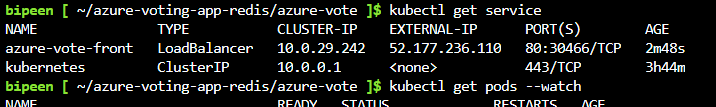 bipeen [ ~/azure-voting-app-redis/azure-vote ]$ kubectl get service
NAME TYPE CLUSTER-IP EXTERNAL-IP PORT(S) AGE
azure-vote-front LoadBalancer 10.0.29.242 52.177.236.110 80:30466/TCP 2m48s
kubernetes ClusterIP 10.0.0.1 <none> 443/TCP 3h44m
bipeen [ ~/azure-voting-app-redis/azure-vote ]$ kubectl get pods --watch
NAME READY STATUS RESTARTS AGE